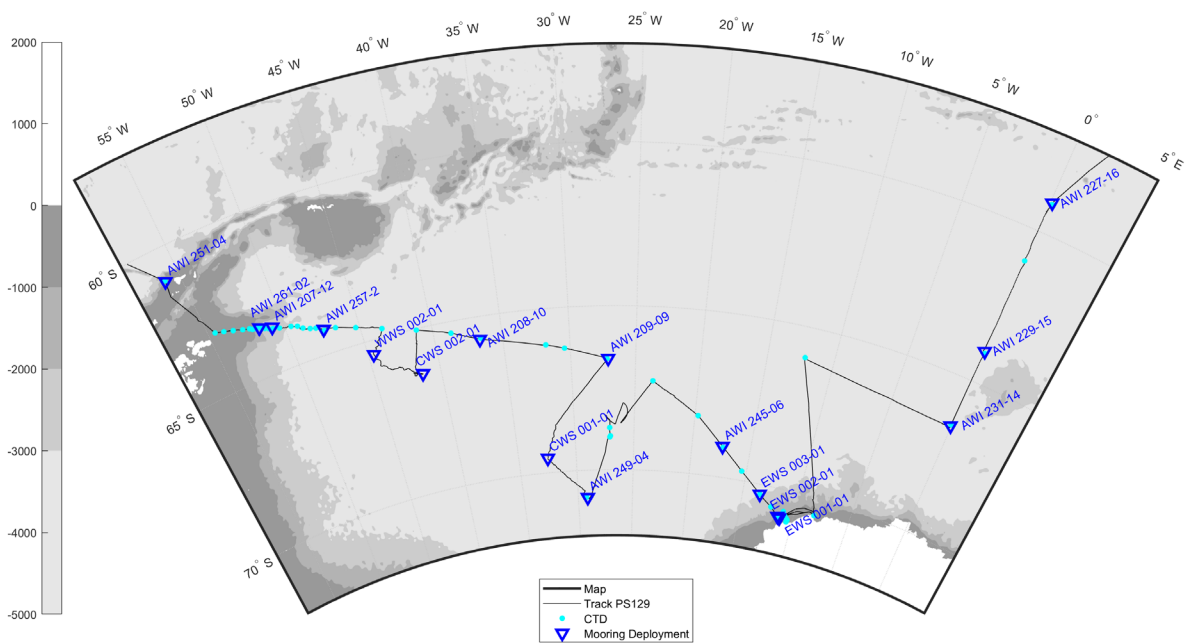 30° W
25° W
35° W
20° W
40° W
15° W
45° W
10° W
50° W
5° W
55° W
0°
5° E
2000
1000
0
-1000
-2000
-3000
-4000
-5000
60° S
65° S
70° S
AWI 227-16
AWI 251-04
AWI 261-02
AWI 207-12
AWI 257-2
WWS 002-01
CWS 002-01
AWI 208-10
AWI 209-09
AWI 229-15
AWI 231-14
CWS 001-01
AWI 249-04
AWI 245-06
EWS 003-01
EWS 002-01
EWS 001-01
Map
Track PS129
CTD
Mooring Deployment